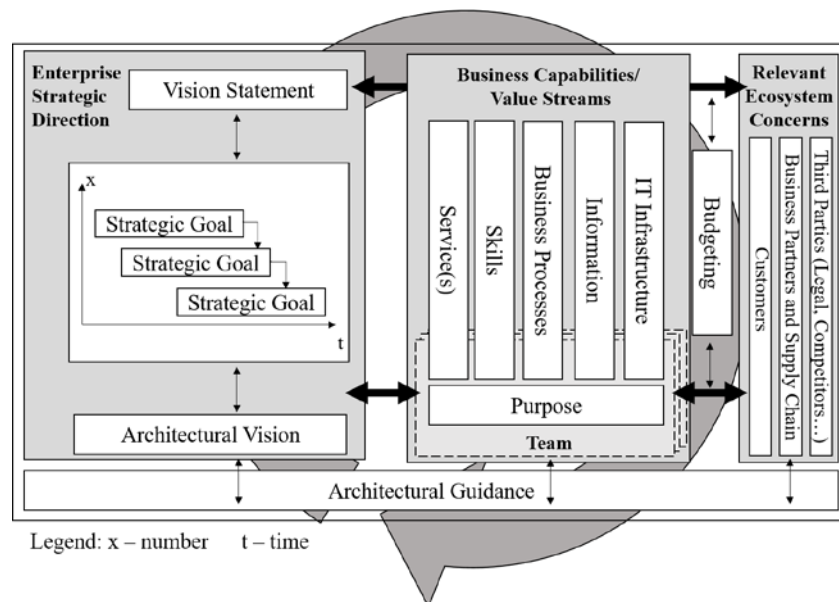 Enterprise
Strategic
Direction
Vision Statement
x
Strategic Goal
Strategic Goal
Strategic Goal
t
Architectural Vision
Business Capabilities/
Value Streams
Service(s)
Skills
Business Processes
Information
IT Infrastructure
Purpose
Team
Budgeting
Relevant
Ecosystem
Concerns
Customers
Business Partners and Supply Chain
Third Parties (Legal, Competitors…)
Architectural Guidance
Legend: x – number t – time